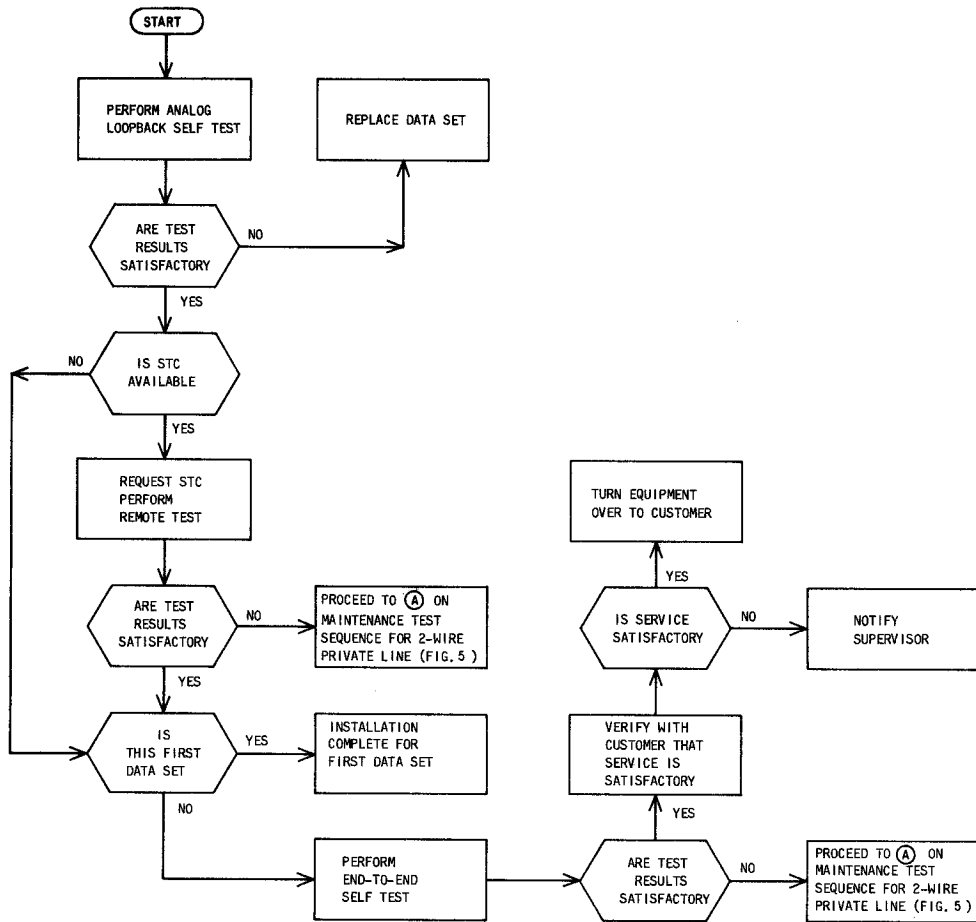 START
PERFORM ANALOG
LOOPBACK SELF TEST
REPLACE DATA SET
ARE TEST
RESULTS
SATISFACTORY
NO
YES
IS STC
AVAILABLE
NO
YES
REQUEST STC
PERFORM
REMOTE TEST
ARE TEST
RESULTS
SATISFACTORY
NO
PROCEED TO A ON
MAINTENANCE TEST
SEQUENCE FOR 2-WIRE
PRIVATE LINE (FIG. 5)
YES
IS
THIS FIRST
DATA SET
YES
INSTALLATION
COMPLETE FOR
FIRST DATA SET
NO
PERFORM
END-TO-END
SELF TEST
ARE TEST
RESULTS
SATISFACTORY
NO
PROCEED TO A ON
MAINTENANCE TEST
SEQUENCE FOR 2-WIRE
PRIVATE LINE (FIG. 5)
YES
VERIFY WITH
CUSTOMER THAT
SERVICE IS
SATISFACTORY
IS SERVICE
SATISFACTORY
NO
NOTIFY
SUPERVISOR
YES
TURN EQUIPMENT
OVER TO CUSTOMER